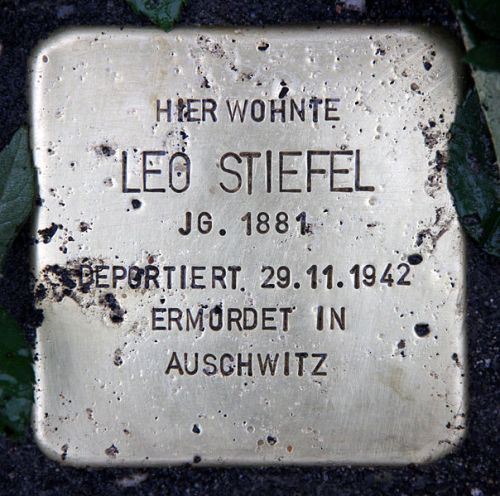 HIER WOHNTE
LEO STIEFEL
JG. 1881
DEPORTIERT 29.11.1942
ERMORDET IN
AUSCHWITZ